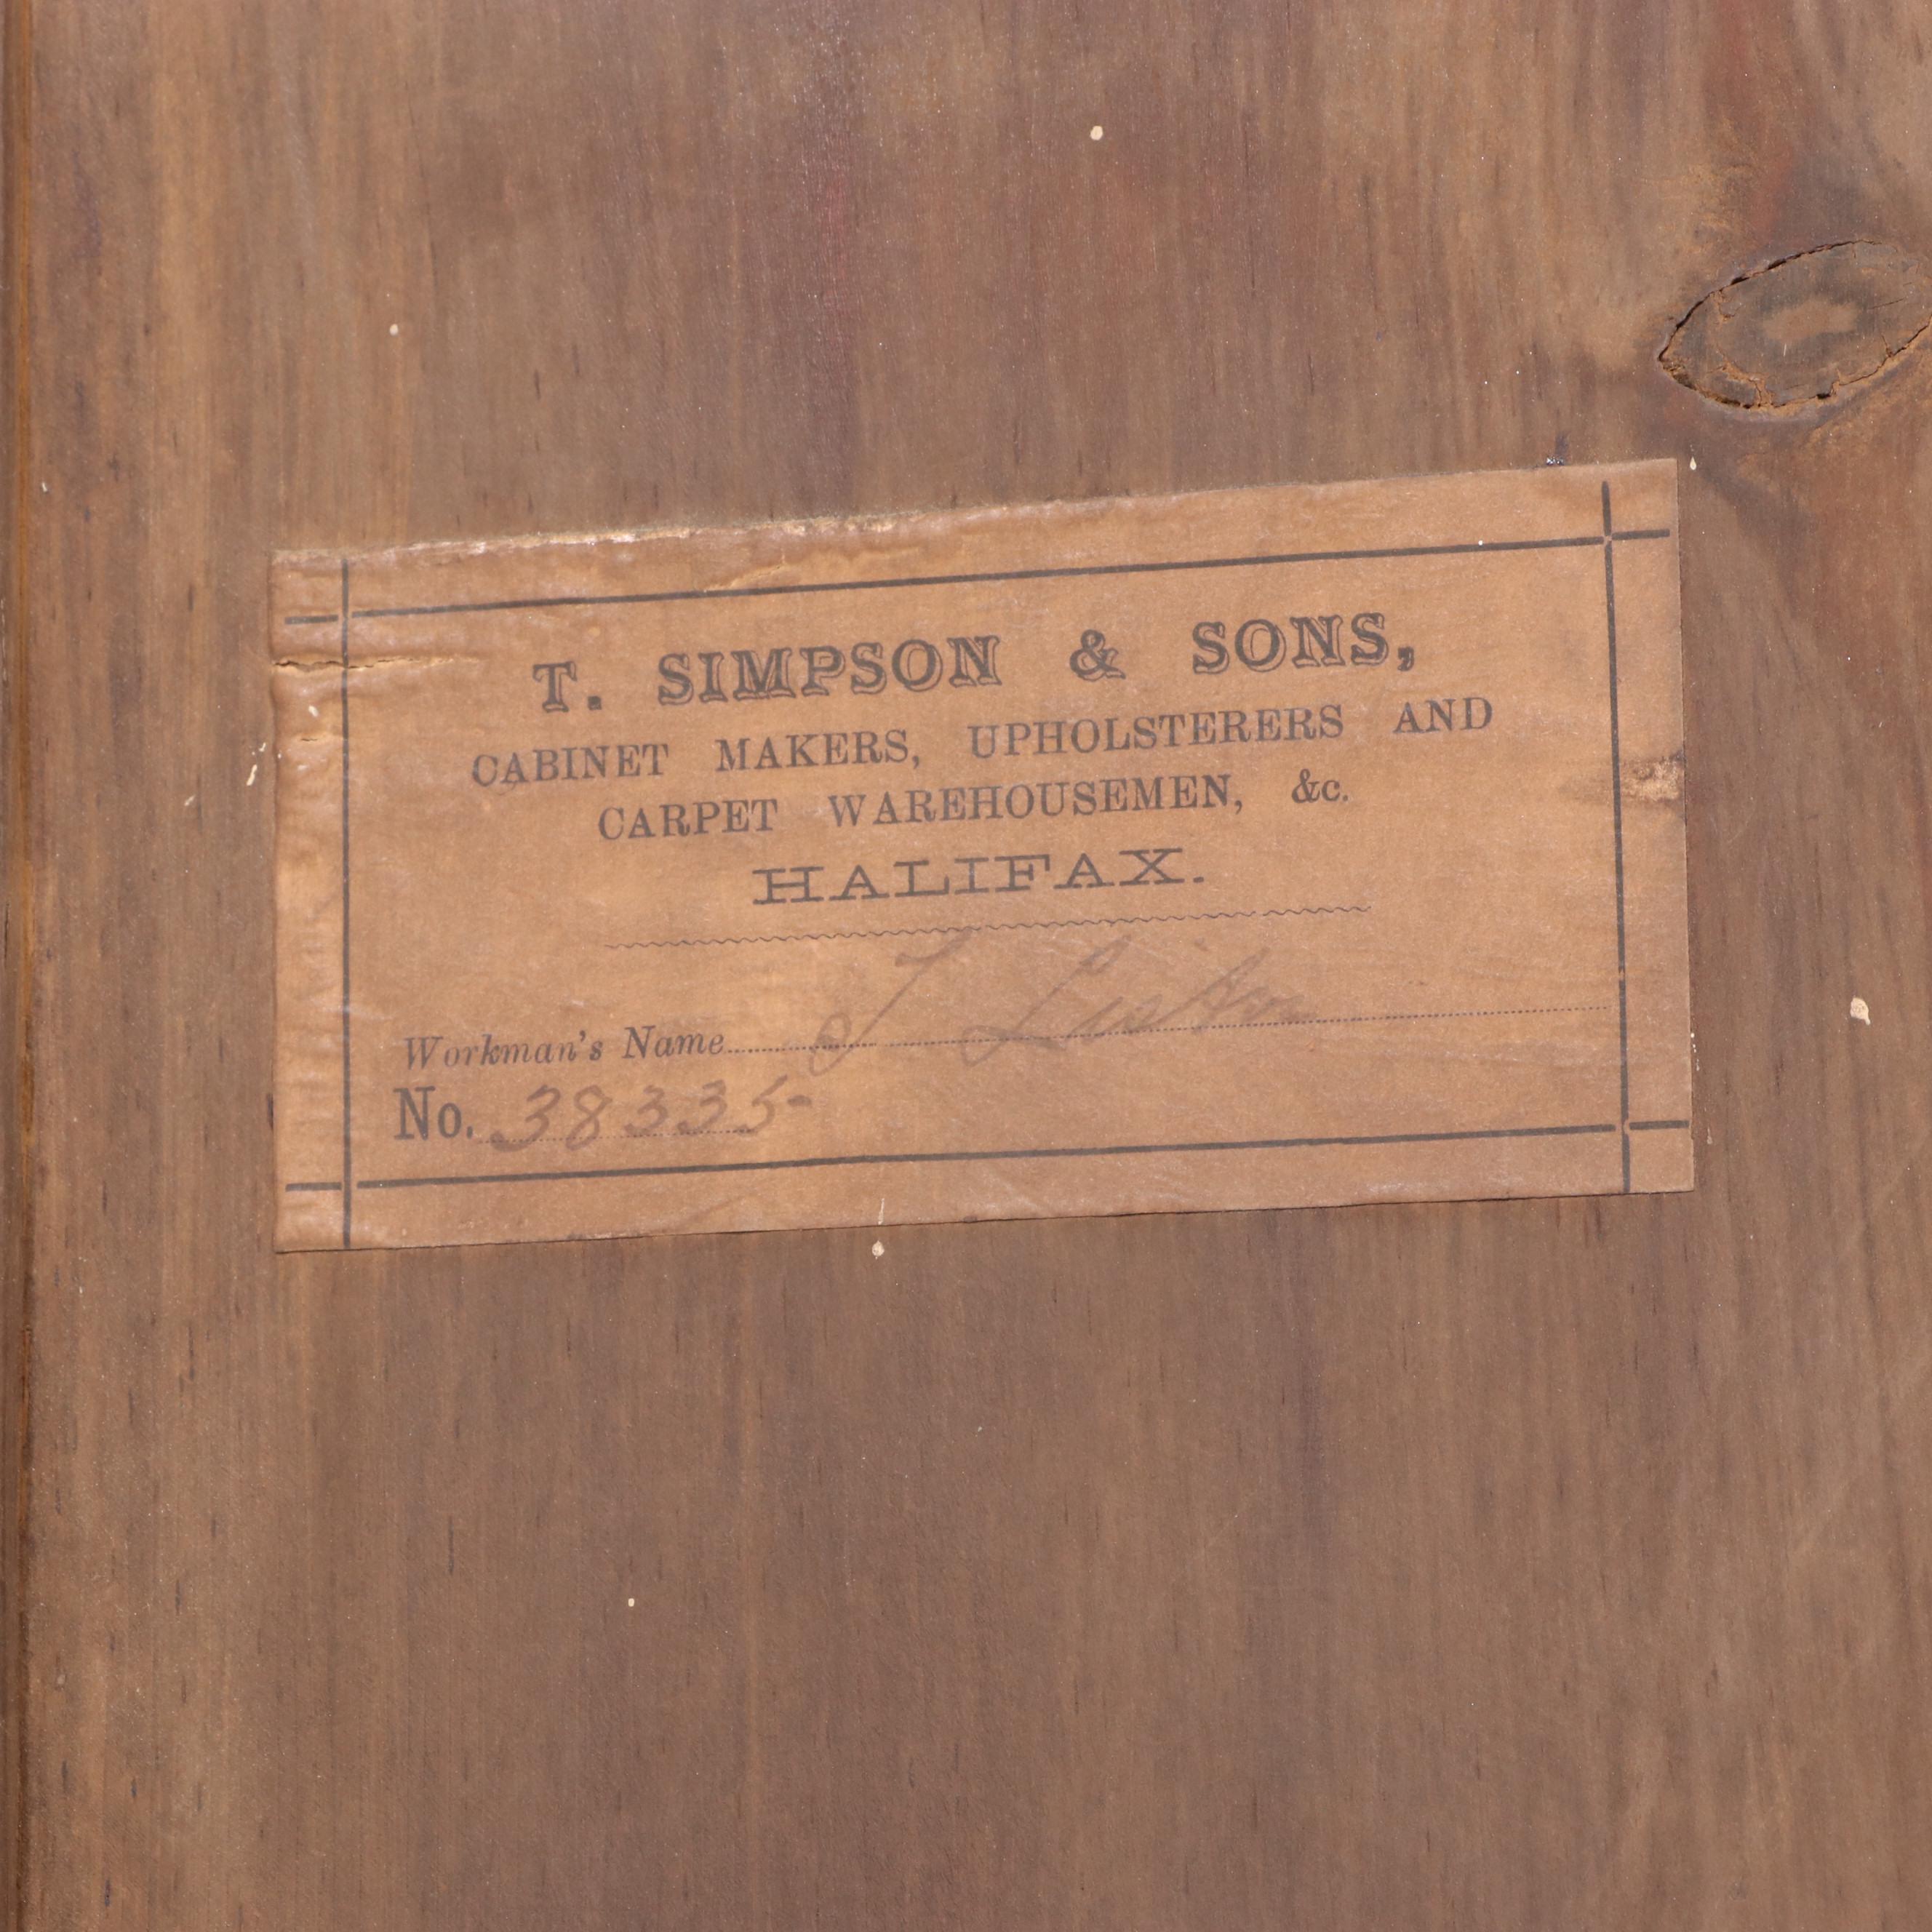 T. SIMPSON & SONS,
CABINET MAKERS, UPHOLSTERERS AND
CARPET WAREHOUSEMEN, &c.
HALIFAX.
Workman's Name
No. 38335